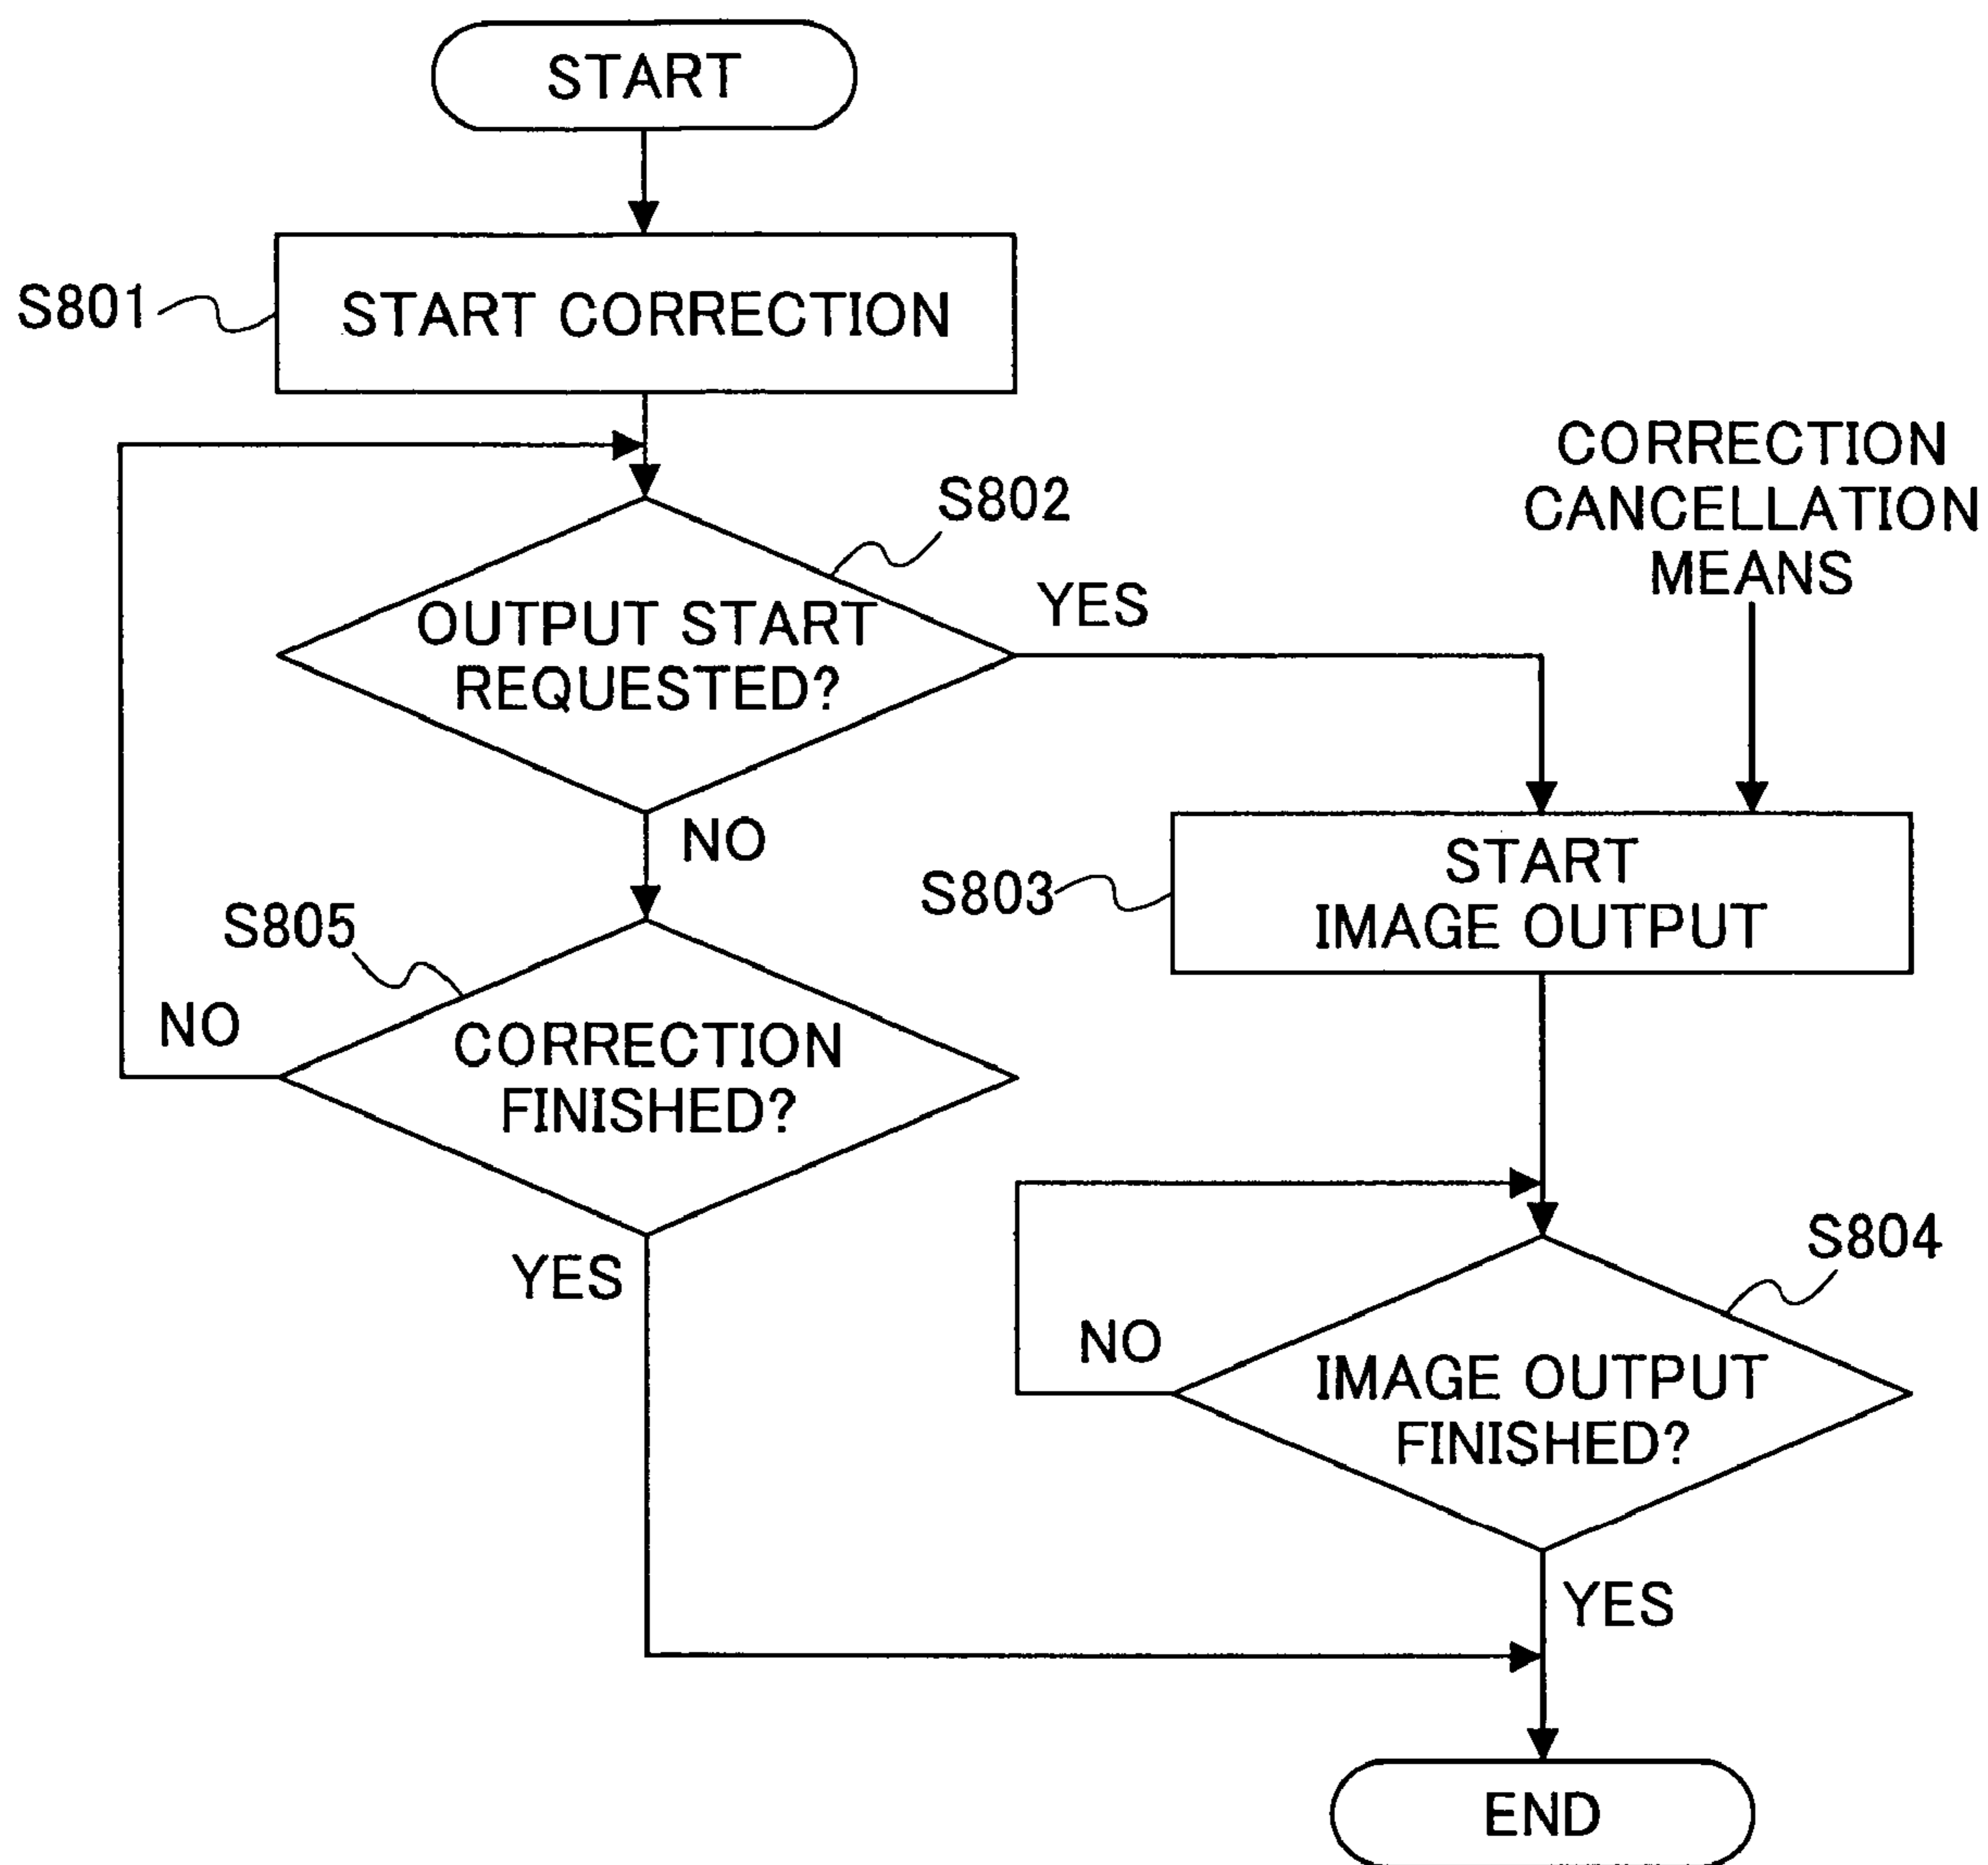 START
S801
START CORRECTION
CORRECTION
CANCELLATION
MEANS
S802
OUTPUT START
REQUESTED?
YES
NO
S803
START
IMAGE OUTPUT
S805
NO
CORRECTION
FINISHED?
YES
S804
NO
IMAGE OUTPUT
FINISHED?
YES
END